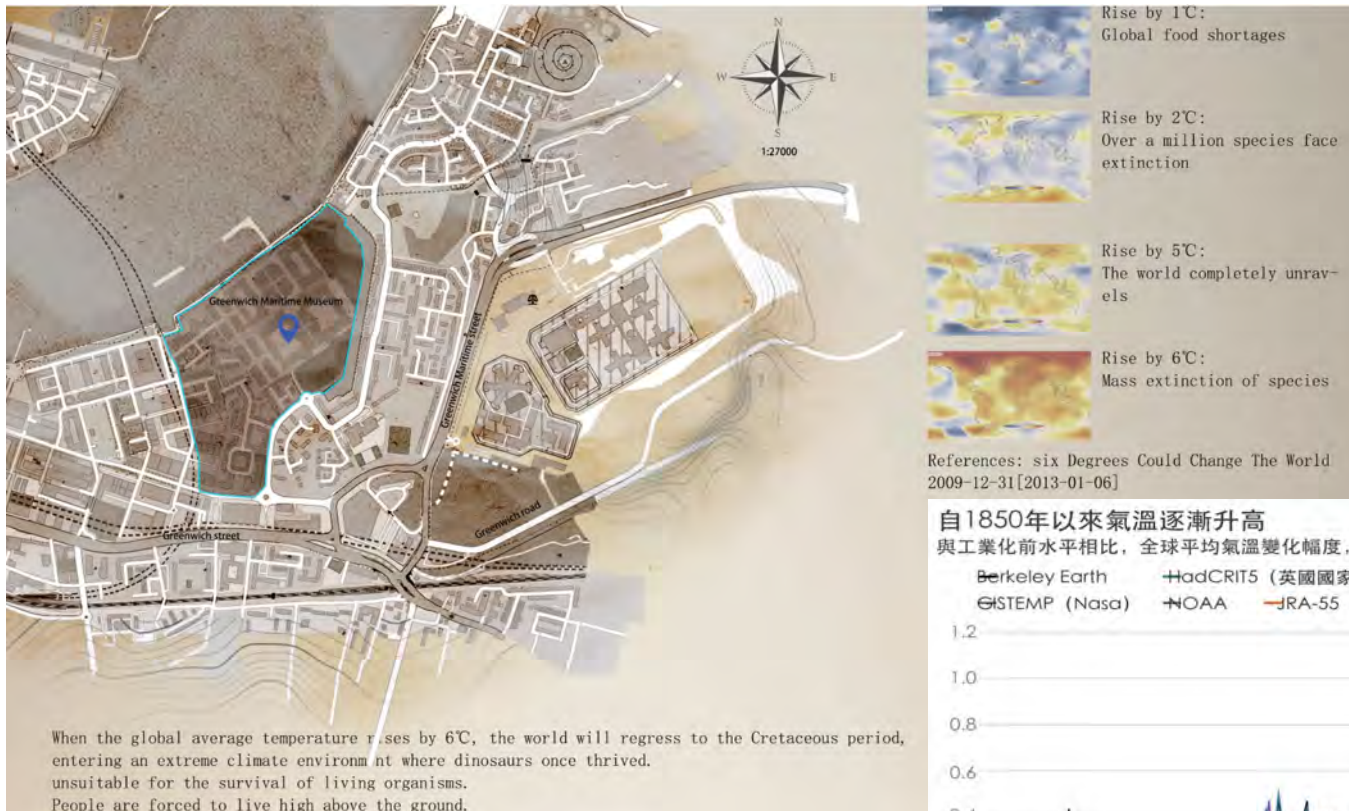 N
W
E
S
1:27000
Greenwich Maritime Museum
Greenwich Maritime street
Greenwich road
Greenwich street
When the global average temperature rises by 6℃, the world will regress to the Cretaceous period,
entering an extreme climate environment where dinosaurs once thrived.
unsuitable for the survival of living organisms.
People are forced to live high above the ground.
Rise by 1℃:
Global food shortages
Rise by 2℃:
Over a million species face
extinction
Rise by 5℃:
The world completely unrav-
els
Rise by 6℃:
Mass extinction of species
References: six Degrees Could Change The World
2009-12-31[2013-01-06]
自1850年以來氣溫逐漸升高
與工業化前水平相比，全球平均氣溫變化幅度，
Berkeley Earth
HadCRIT5 (英國國家
GISTEMP (Nasa)
NOAA
JRA-55
1.2
1.0
0.8
0.6